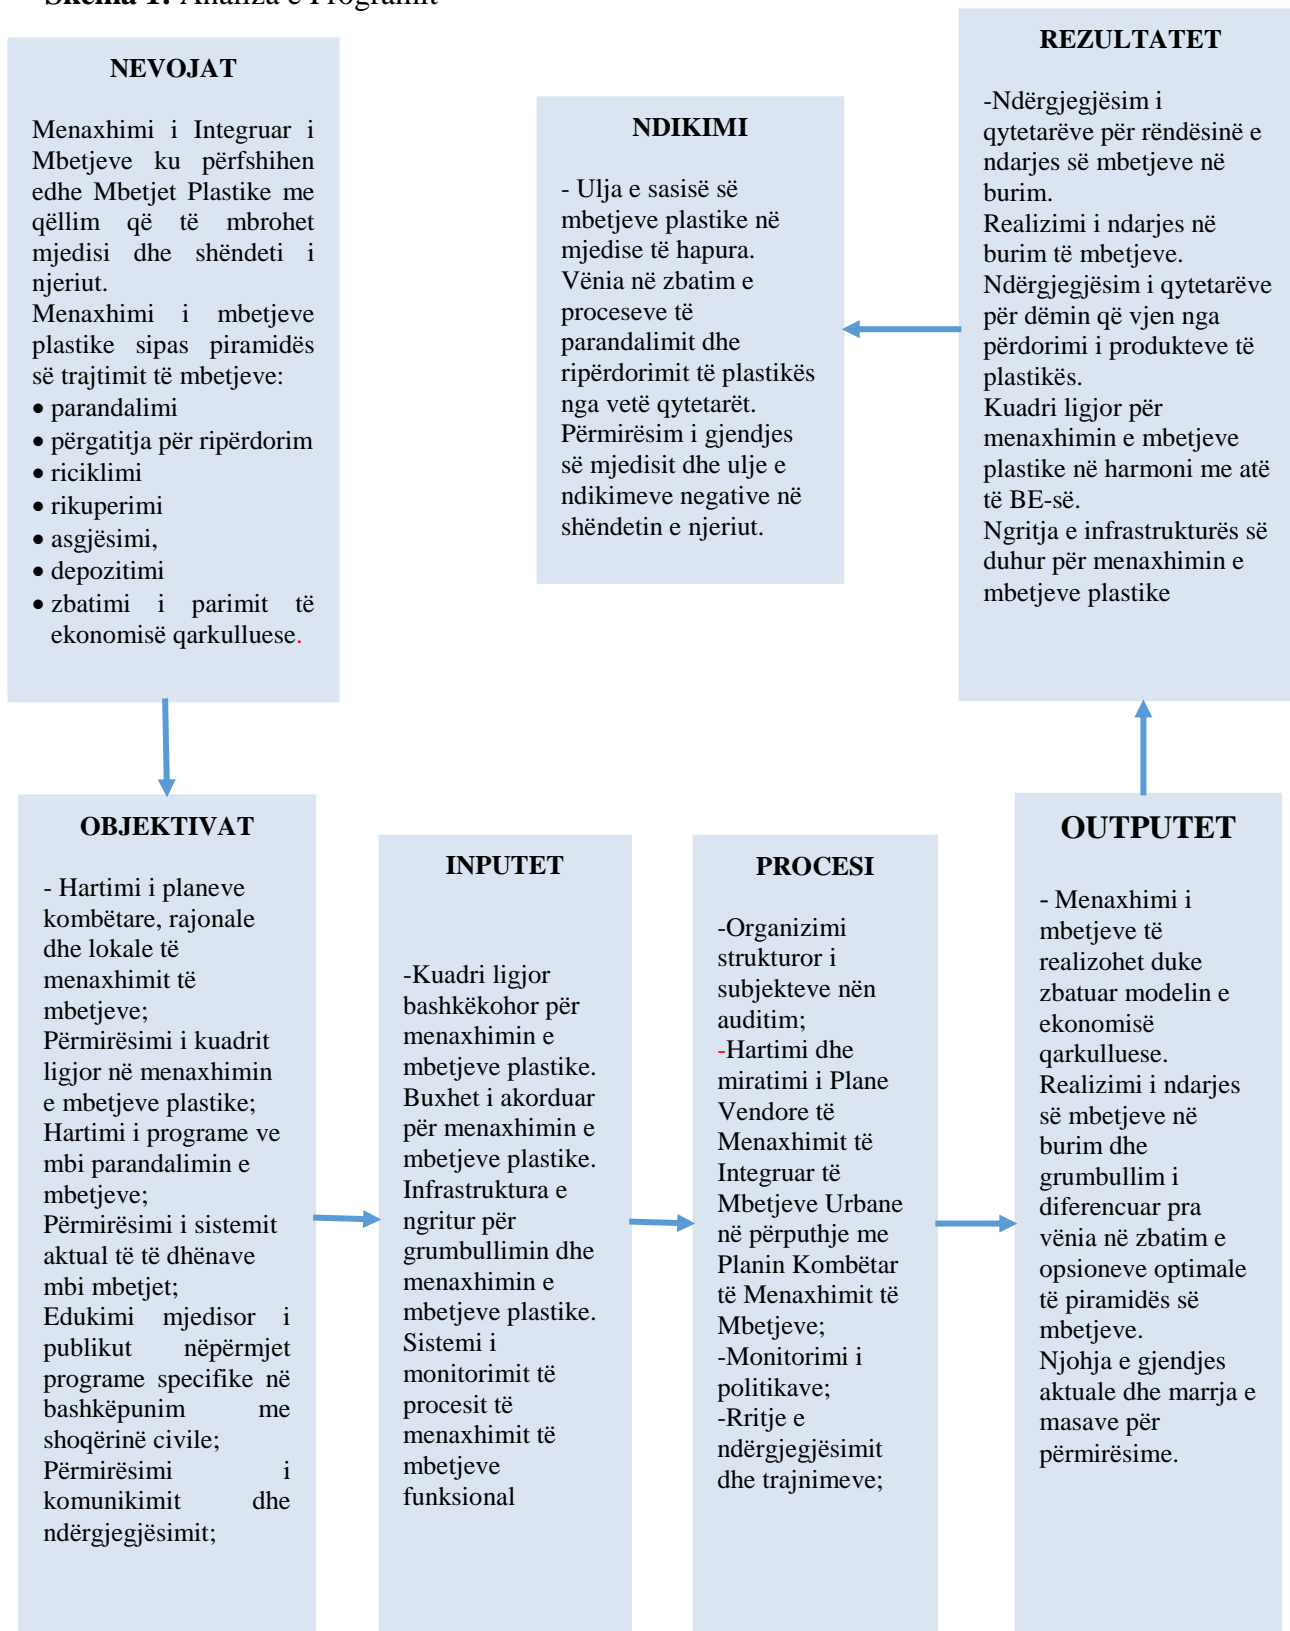 Skema 1: Analiza e Programit
NEVOJAT
Menaxhimi i Integruar i
Mbetjeve ku përfshihen
edhe Mbetjet Plastike me
qëllim që të mbrohet
mjedisi dhe shëndeti i
njeriut.
Menaxhimi i mbetjeve
plastike sipas piramidës
së trajtimit të mbetjeve:
• parandalimi
• përgatitja për ripërdorim
• riciklimi
• rikuperimi
• asgjësimi,
• depozitimi
• zbatimi i parimit të
ekonomisë qarkulluese.
OBJEKTIVAT
- Hartimi i planeve
kombëtare, rajonale
dhe lokale të
menaxhimit të
mbetjeve;
Përmirësimi i kuadrit
ligjor në menaxhimin
e mbetjeve plastike;
Hartimi i programe ve
mbi parandalimin e
mbetjeve;
Përmirësimi i sistemit
aktual të të dhënave
mbi mbetjet;
Edukimi mjedisor i
publikut nëpërmjet
programe specifike në
bashkëpunim me
shoqërinë civile;
Përmirësimi i
komunikimit dhe
ndërgjegjësimit;
INPUTET
-Kuadri ligjor
bashkëkohor për
menaxhimin e
mbetjeve plastike.
Buxhet i akorduar
për menaxhimin e
mbetjeve plastike.
Infrastruktura e
ngritur për
grumbullimin dhe
menaxhimin e
mbetjeve plastike.
Sistemi i
monitorimit të
procesit të
menaxhimit të
mbetjeve
funksional
PROCESI
-Organizimi
strukturor i
subjekteve nën
auditim;
-Hartimi dhe
miratimi i Plane
Vendore të
Menaxhimit të
Integruar të
Mbetjeve Urbane
në përputhje me
Planin Kombëtar
të Menaxhimit të
Mbetjeve;
-Monitorimi i
politikave;
-Rritje e
ndërgjegjësimit
dhe trajnimeve;
OUTPUTET
- Menaxhimi i
mbetjeve të
realizohet duke
zbatuar modelin e
ekonomisë
qarkulluese.
Realizimi i ndarjes
së mbetjeve në
burim dhe
grumbullim i
diferencuar pra
vënia në zbatim e
opsioneve optimale
të piramidës së
mbetjeve.
Njohja e gjendjes
aktuale dhe marrja e
masave për
përmirësime.
REZULTATET
-Ndërgjegjësim i
qytetarëve për rëndësinë e
ndarjes së mbetjeve në
burim.
Realizimi i ndarjes në
burim të mbetjeve.
Ndërgjegjësim i qytetarëve
për dëmin që vjen nga
përdorimi i produkteve të
plastikës.
Kuadri ligjor për
menaxhimin e mbetjeve
plastike në harmoni me atë
të BE-së.
Ngritja e infrastrukturës së
duhur për menaxhimin e
mbetjeve plastike
NDIKIMI
- Ulja e sasisë së
mbetjeve plastike në
mjedise të hapura.
Vënia në zbatim e
proceseve të
parandalimit dhe
ripërdorimit të plastikës
nga vetë qytetarët.
Përmirësim i gjendjes
së mjedisit dhe ulje e
ndikimeve negative në
shëndetin e njeriut.